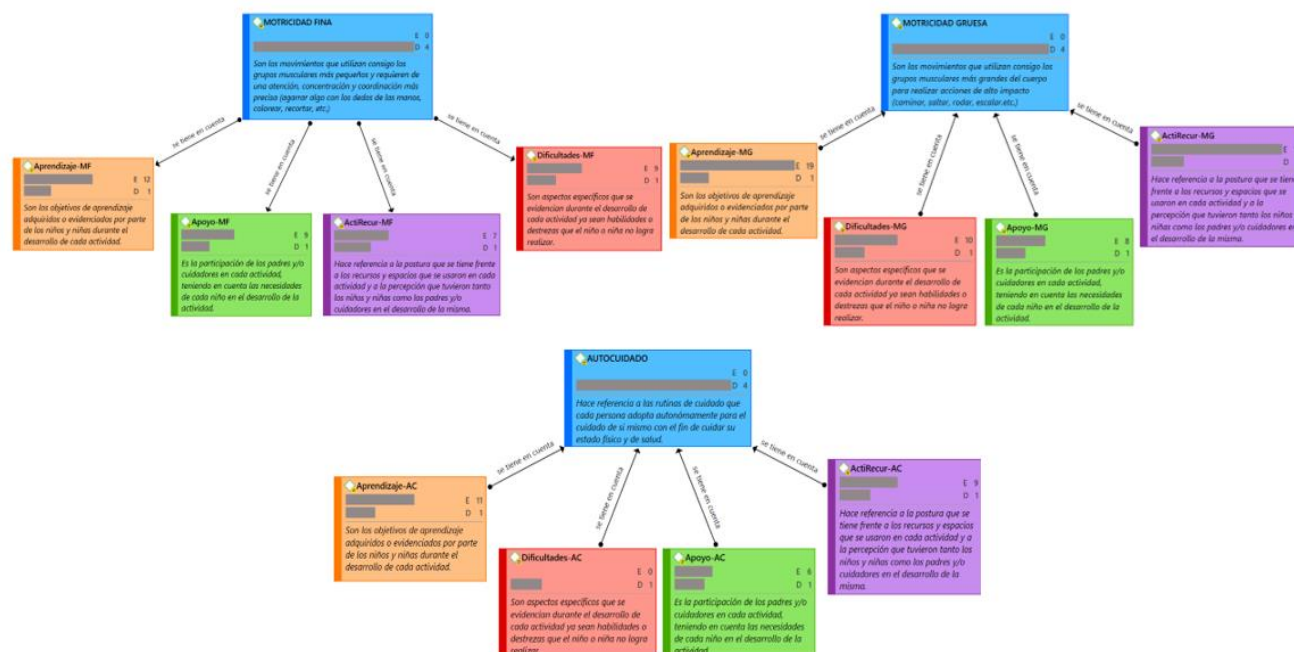 MOTRICIDAD FINA
E 0
D 4
Son los movimientos que utilizan consigo los
grupos musculares más pequeños y requieren de
una atención, concentración y coordinación más
precisa (agarrar algo con los dedos de las manos,
colorear, recortar, etc.)
se tiene en cuenta
se tiene en cuenta
se tiene en cuenta
se tiene en cuenta
Aprendizaje-MF
E 12
D 1
Son los objetivos de aprendizaje
adquiridos o evidenciados por parte
de los niños y niñas durante el
desarrollo de cada actividad.
Apoyo-MF
E 9
D 1
Es la participación de los padres y/o
cuidadores en cada actividad,
teniendo en cuenta las necesidades
de cada niño en el desarrollo de la
actividad.
ActiRecur-MF
E 7
D 1
Hace referencia a la postura que se tiene frente
a los recursos y espacios que se usaron en cada
actividad y a la percepción que tuvieron tanto
los niños y niñas como los padres y/o
cuidadores en el desarrollo de la misma.
Dificultades-MF
E 9
D 1
Son aspectos específicos que se
evidencian durante el desarrollo de
cada actividad ya sean habilidades o
destrezas que el niño o niña no logra
realizar.
MOTRICIDAD GRUESA
E 0
D 4
Son los movimientos que utilizan consigo los
grupos musculares más grandes del cuerpo
para realizar acciones de alto impacto
(caminar, saltar, rodar, escalar.etc.)
se tiene en cuenta
se tiene en cuenta
se tiene en cuenta
se tiene en cuenta
Aprendizaje-MG
E 19
D 1
Son los objetivos de aprendizaje
adquiridos o evidenciados por parte
de los niños y niñas durante el
desarrollo de cada actividad.
Dificultades-MG
E 10
D 1
Son aspectos específicos que se
evidencian durante el desarrollo de
cada actividad ya sean habilidades o
destrezas que el niño o niña no logra
realizar.
Apoyo-MG
E 8
D 1
Es la participación de los padres y/o
cuidadores en cada actividad,
teniendo en cuenta las necesidades
de cada niño en el desarrollo de la
actividad.
ActiRecur-MG
E
D
Hace referencia a la postura que se tiene
frente a los recursos y espacios que se
usaron en cada actividad y a la
percepción que tuvieron tanto los niños
niñas como los padres y/o cuidadores en
el desarrollo de la misma.
AUTOCUIDADO
E 0
D 4
Hace referencia a las rutinas de cuidado que
cada persona adopta autonómamente para el
cuidado de sí mismo con el fin de cuidar su
estado físico y de salud.
se tiene en cuenta
se tiene en cuenta
se tiene en cuenta
se tiene en cuenta
Aprendizaje-AC
E 11
D 1
Son los objetivos de aprendizaje
adquiridos o evidenciados por parte
de los niños y niñas durante el
desarrollo de cada actividad.
Dificultades-AC
E 0
D 1
Son aspectos específicos que se
evidencian durante el desarrollo de
cada actividad ya sean habilidades o
destrezas que el niño o niña no logra
realizar.
Apoyo-AC
E 6
D 1
Es la participación de los padres y/o
cuidadores en cada actividad,
teniendo en cuenta las necesidades
de cada niño en el desarrollo de la
actividad.
ActiRecur-AC
E 9
D 1
Hace referencia a la postura que se
tiene frente a los recursos y espacios
que se usaron en cada actividad y a
la percepción que tuvieron tanto los
niños y niñas como los padres y/o
cuidadores en el desarrollo de la
misma.